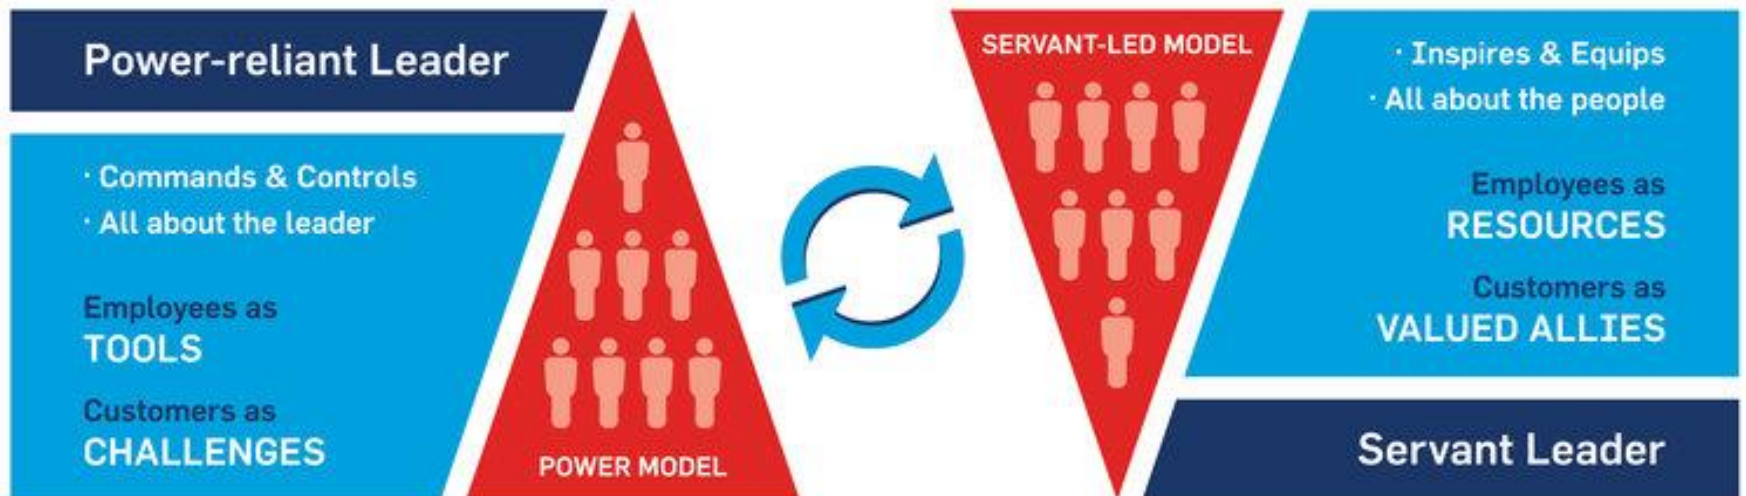 Power-reliant Leader
· Commands & Controls
· All about the leader
Employees as
TOOLS
Customers as
CHALLENGES
POWER MODEL
SERVANT-LED MODEL
· Inspires & Equips
· All about the people
Employees as
RESOURCES
Customers as
VALUED ALLIES
Servant Leader